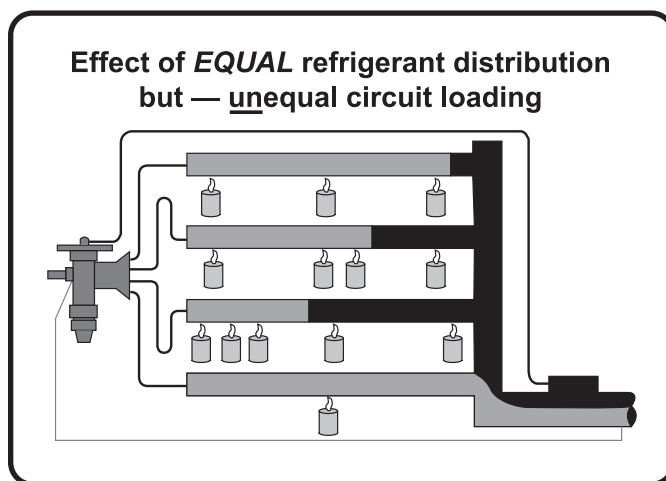 Effect of EQUAL refrigerant distribution
but — unequal circuit loading